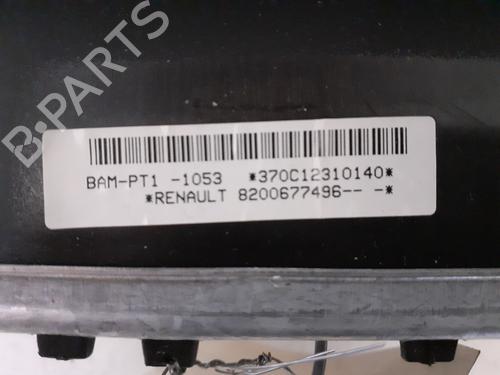 B-PARTS
BAM-PT1 -1053 *370C12310140*
*RENAULT 8200677496-- -*